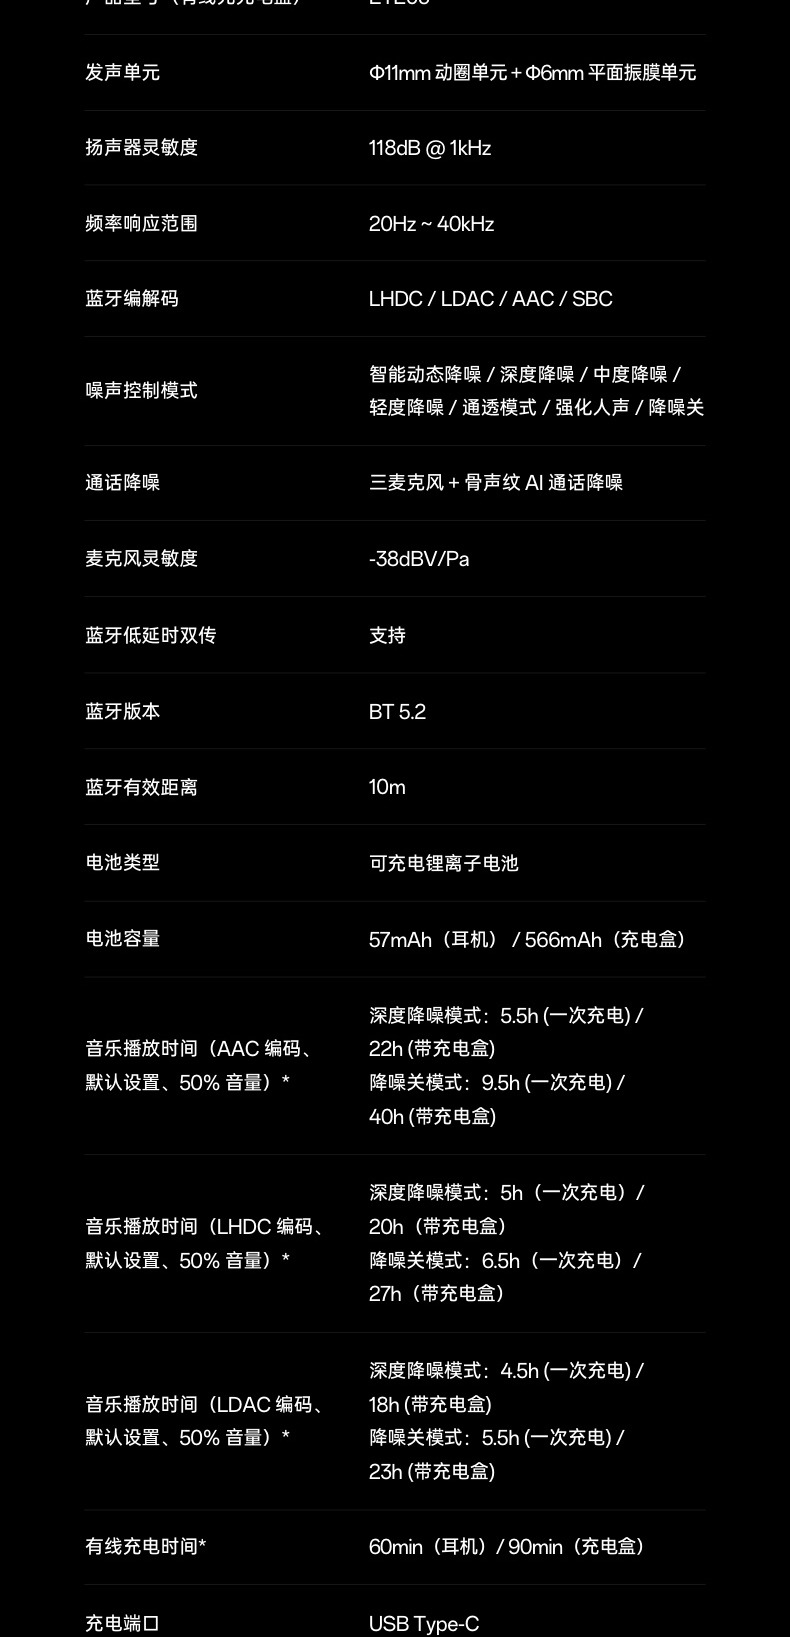 发声单元
Φ11mm 动圈单元 + Φ6mm 平面振膜单元
扬声器灵敏度
118dB @ 1kHz
频率响应范围
20Hz ~ 40kHz
蓝牙编解码
LHDC / LDAC / AAC / SBC
噪声控制模式
智能动态降噪 / 深度降噪 / 中度降噪 /
轻度降噪 / 通透模式 / 强化人声 / 降噪关
通话降噪
三麦克风 + 骨声纹 AI 通话降噪
麦克风灵敏度
-38dBV/Pa
蓝牙低延时双传
支持
蓝牙版本
BT 5.2
蓝牙有效距离
10m
电池类型
可充电锂离子电池
电池容量
57mAh（耳机） / 566mAh（充电盒）
音乐播放时间（AAC 编码、
默认设置、50% 音量）*
深度降噪模式：5.5h (一次充电) /
22h (带充电盒)
降噪关模式：9.5h (一次充电) /
40h (带充电盒)
音乐播放时间（LHDC 编码、
默认设置、50% 音量）*
深度降噪模式：5h（一次充电）/
20h（带充电盒）
降噪关模式：6.5h（一次充电）/
27h（带充电盒）
音乐播放时间（LDAC 编码、
默认设置、50% 音量）*
深度降噪模式：4.5h (一次充电) /
18h (带充电盒)
降噪关模式：5.5h (一次充电) /
23h (带充电盒)
有线充电时间*
60min（耳机）/ 90min（充电盒）
充电端口
USB Type-C